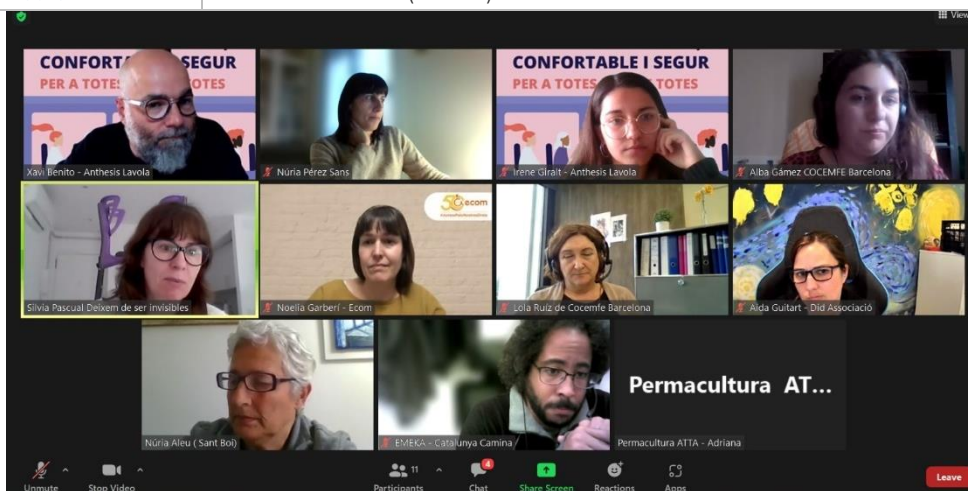 View
CONFORTABLE I SEGUR
PER A TOTES TOTES
Xavi Benito - Anthesis Lavola
Núria Pérez Sans
CONFORTABLE I SEGUR
PER A TOTES TOTES
Irene Giralt - Anthesis Lavola
Alba Gámez COCEMFE Barcelona
Silvia Pascual Deixem de ser invisibles
50 ecom
Noelia Garberí - Ecom
Lola Ruíz de Cocemfe Barcelona
Aida Guitart - Did Associació
Núria Aleu ( Sant Boi)
EMEKA - Catalunya Camina
Permacultura AT...
Permacultura ATTA - Adriana
Unmute
Stop Video
11
Participants
4
Chat
Share Screen
Reactions
Apps
Leave